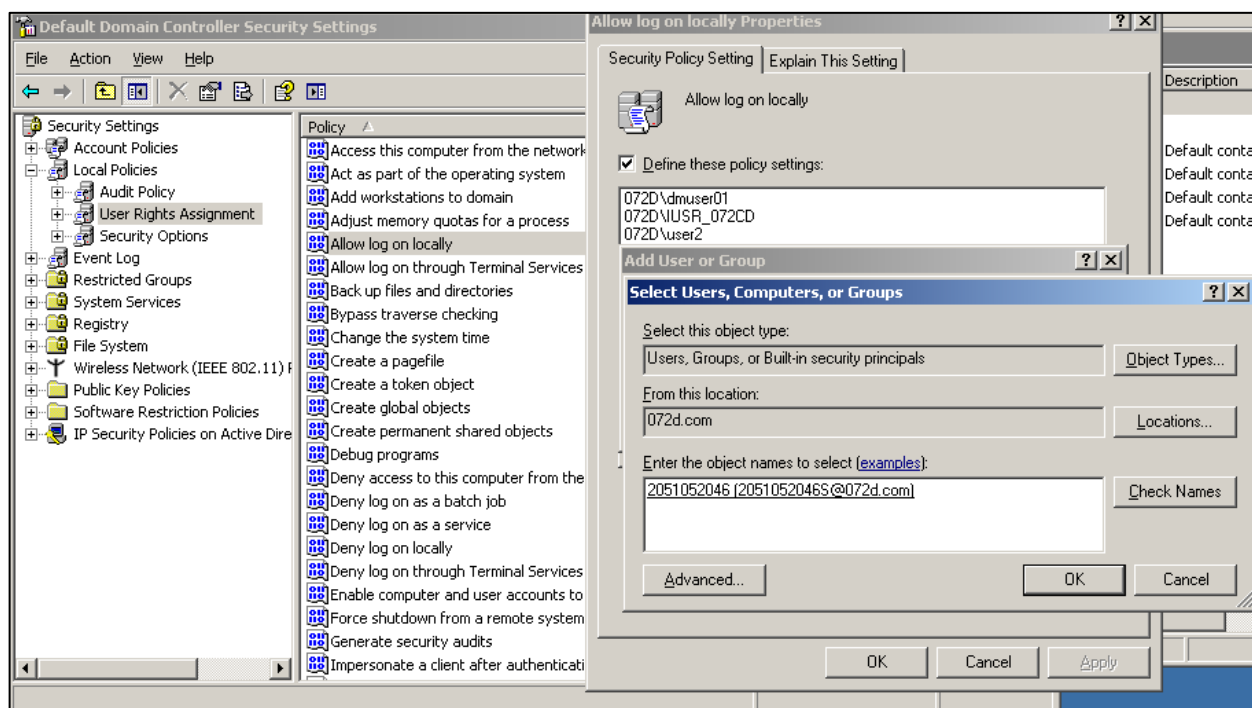 Default Domain Controller Security Settings
File Action View Help
Security Settings
Account Policies
Local Policies
Audit Policy
User Rights Assignment
Security Options
Event Log
Restricted Groups
System Services
Registry
File System
Wireless Network (IEEE 802.11) P
Public Key Policies
Software Restriction Policies
IP Security Policies on Active Dire
Policy
Access this computer from the network
Act as part of the operating system
Add workstations to domain
Adjust memory quotas for a process
Allow log on locally
Allow log on through Terminal Services
Back up files and directories
Bypass traverse checking
Change the system time
Create a pagefile
Create a token object
Create global objects
Create permanent shared objects
Debug programs
Deny access to this computer from the
Deny log on as a batch job
Deny log on as a service
Deny log on locally
Deny log on through Terminal Services
Enable computer and user accounts to
Force shutdown from a remote system
Generate security audits
Impersonate a client after authenticati
Allow log on locally Properties
Security Policy Setting Explain This Setting
Allow log on locally
Define these policy settings:
072D\dmuser01
072D\IUSR_072CD
072D\user2
Add User or Group
Select Users, Computers, or Groups
Select this object type:
Users, Groups, or Built-in security principals
Object Types...
From this location:
072d.com
Locations...
Enter the object names to select (examples):
2051052046 (2051052046S@072d.com)
Check Names
Advanced...
OK
Cancel
OK
Cancel
Apply
Description
Default conta
Default conta
Default conta
Default conta